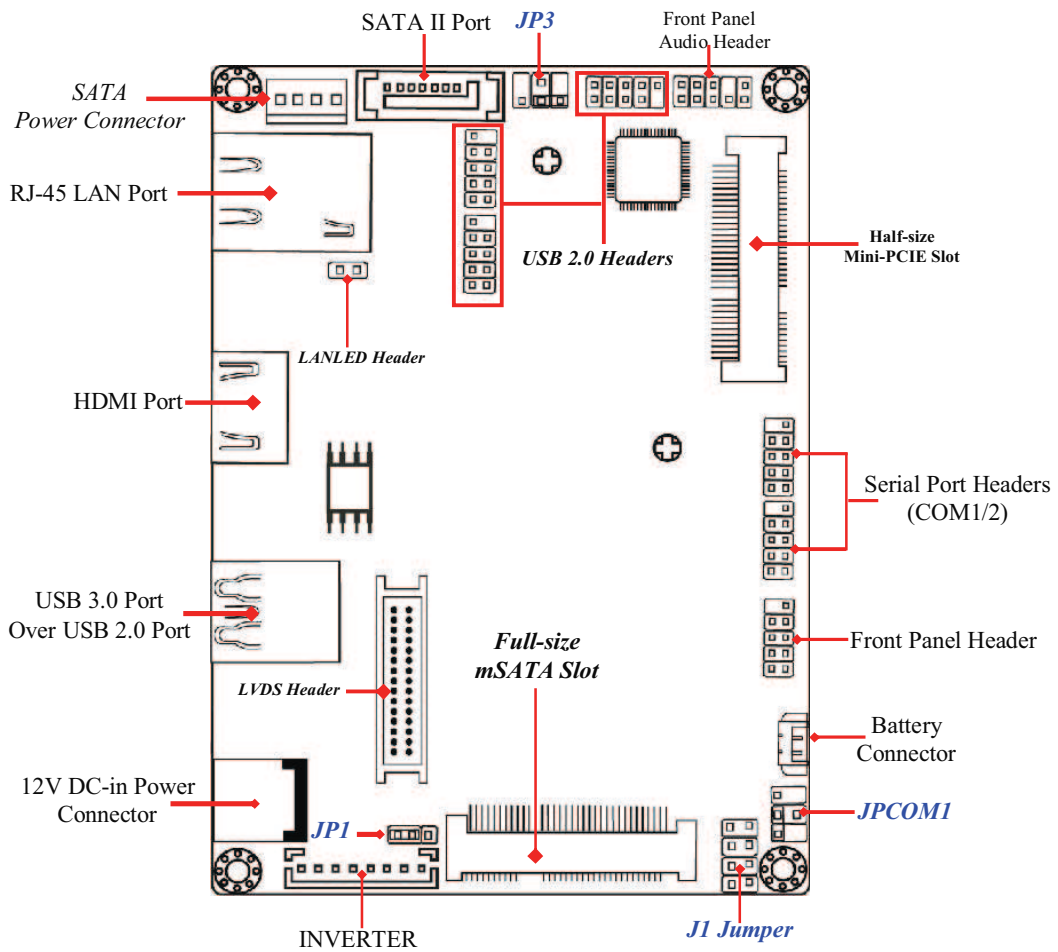 SATA II Port
JP3
Front Panel
Audio Header
SATA
Power Connector
RJ-45 LAN Port
USB 2.0 Headers
Half-size
Mini-PCIE Slot
LANLED Header
HDMI Port
Serial Port Headers
(COM1/2)
USB 3.0 Port
Over USB 2.0 Port
Full-size
mSATA Slot
Front Panel Header
LVDS Header
Battery
Connector
12V DC-in Power
Connector
JP1
JPCOM1
J1 Jumper
INVERTER